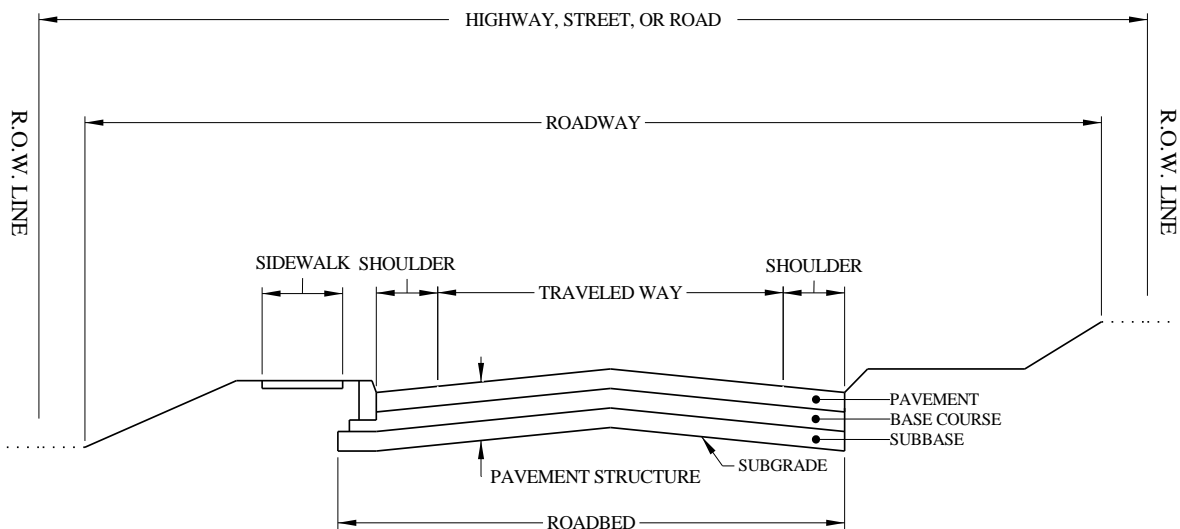 HIGHWAY, STREET, OR ROAD
R.O.W. LINE
R.O.W. LINE
ROADWAY
SIDEWALK
SHOULDER
SHOULDER
TRAVELED WAY
PAVEMENT
BASE COURSE
SUBBASE
SUBGRADE
PAVEMENT STRUCTURE
ROADBED